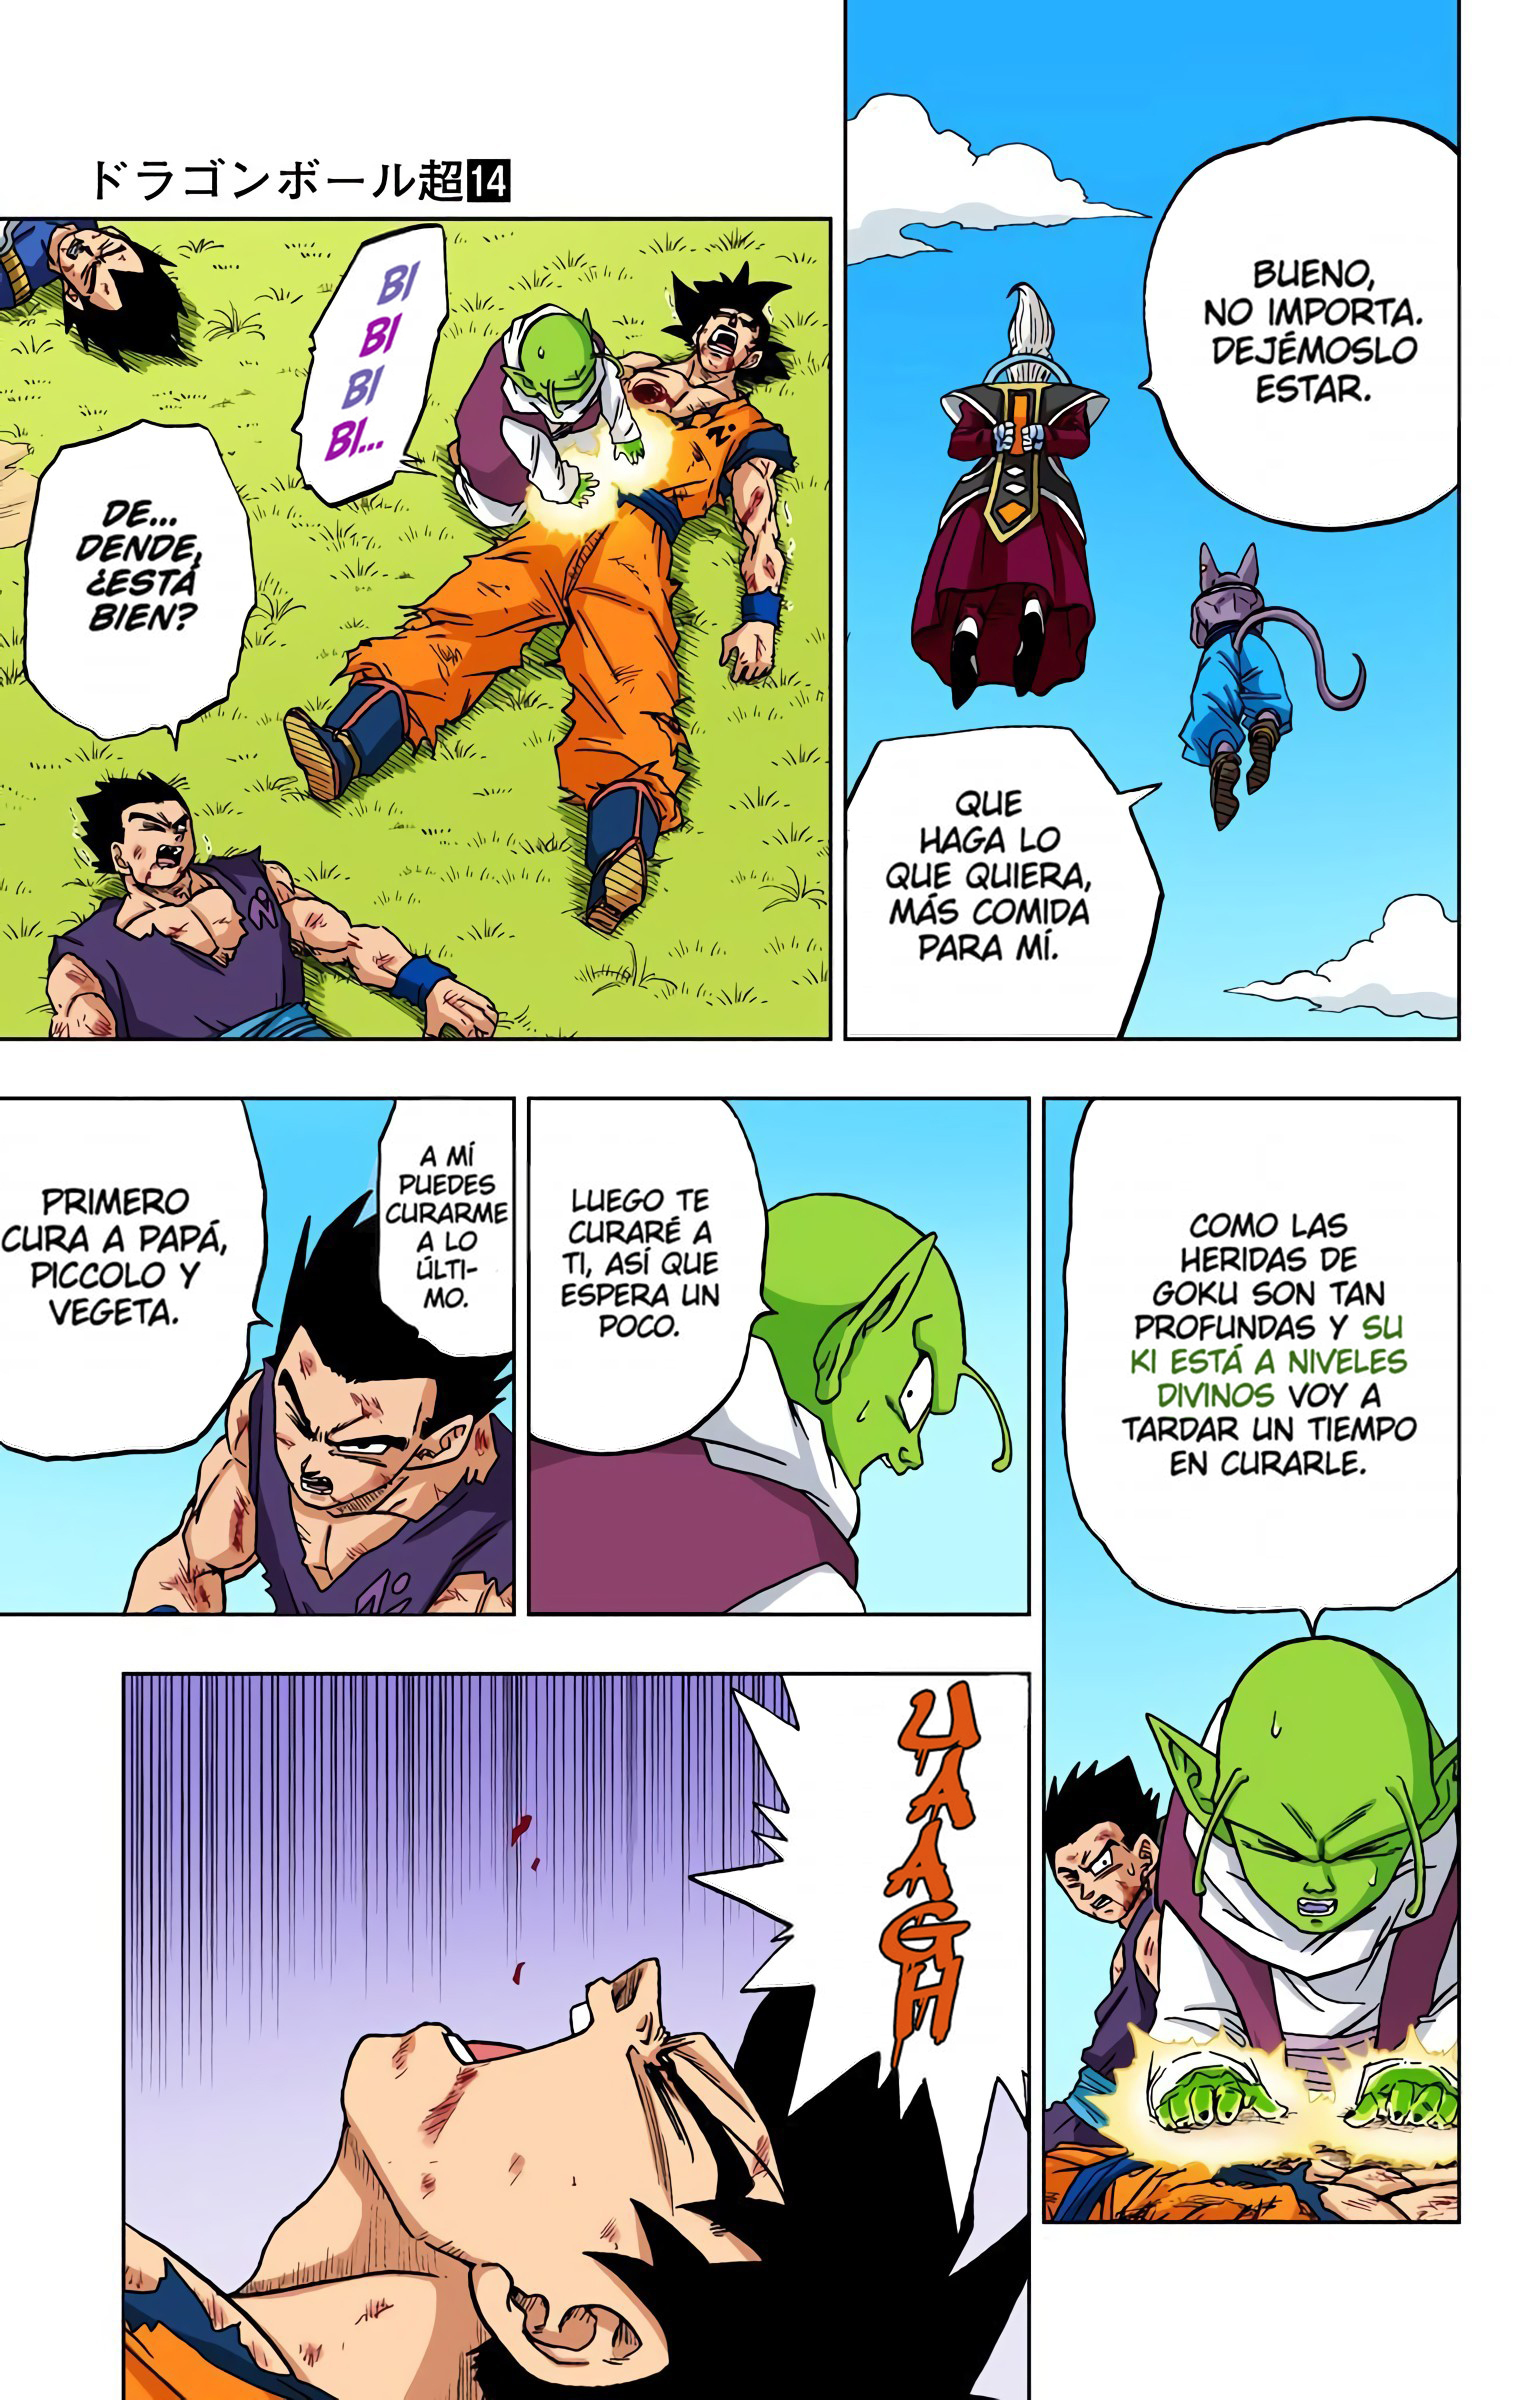 ドラゴンボール超14
BUENO,
NO IMPORTA.
DEJÉMOSLO
ESTAR.
QUE
HAGA LO
QUE QUIERA,
MÁS COMIDA
PARA MÍ.
BI
BI
BI
BI...
DE...
DENDE,
¿ESTÁ
BIEN?
COMO LAS
HERIDAS DE
GOKU SON TAN
PROFUNDAS Y SU
KI ESTÁ A NIVELES
DIVINOS VOY A
TARDAR UN TIEMPO
EN CURARLE.
LUEGO TE
CURARÉ A
TI, ASÍ QUE
ESPERA UN
POCO.
A MÍ
PUEDES
CURARME
A LO
ÚLTI-
MO.
PRIMERO
CURA A PAPÁ,
PICCOLO Y
VEGETA.
UAAGH